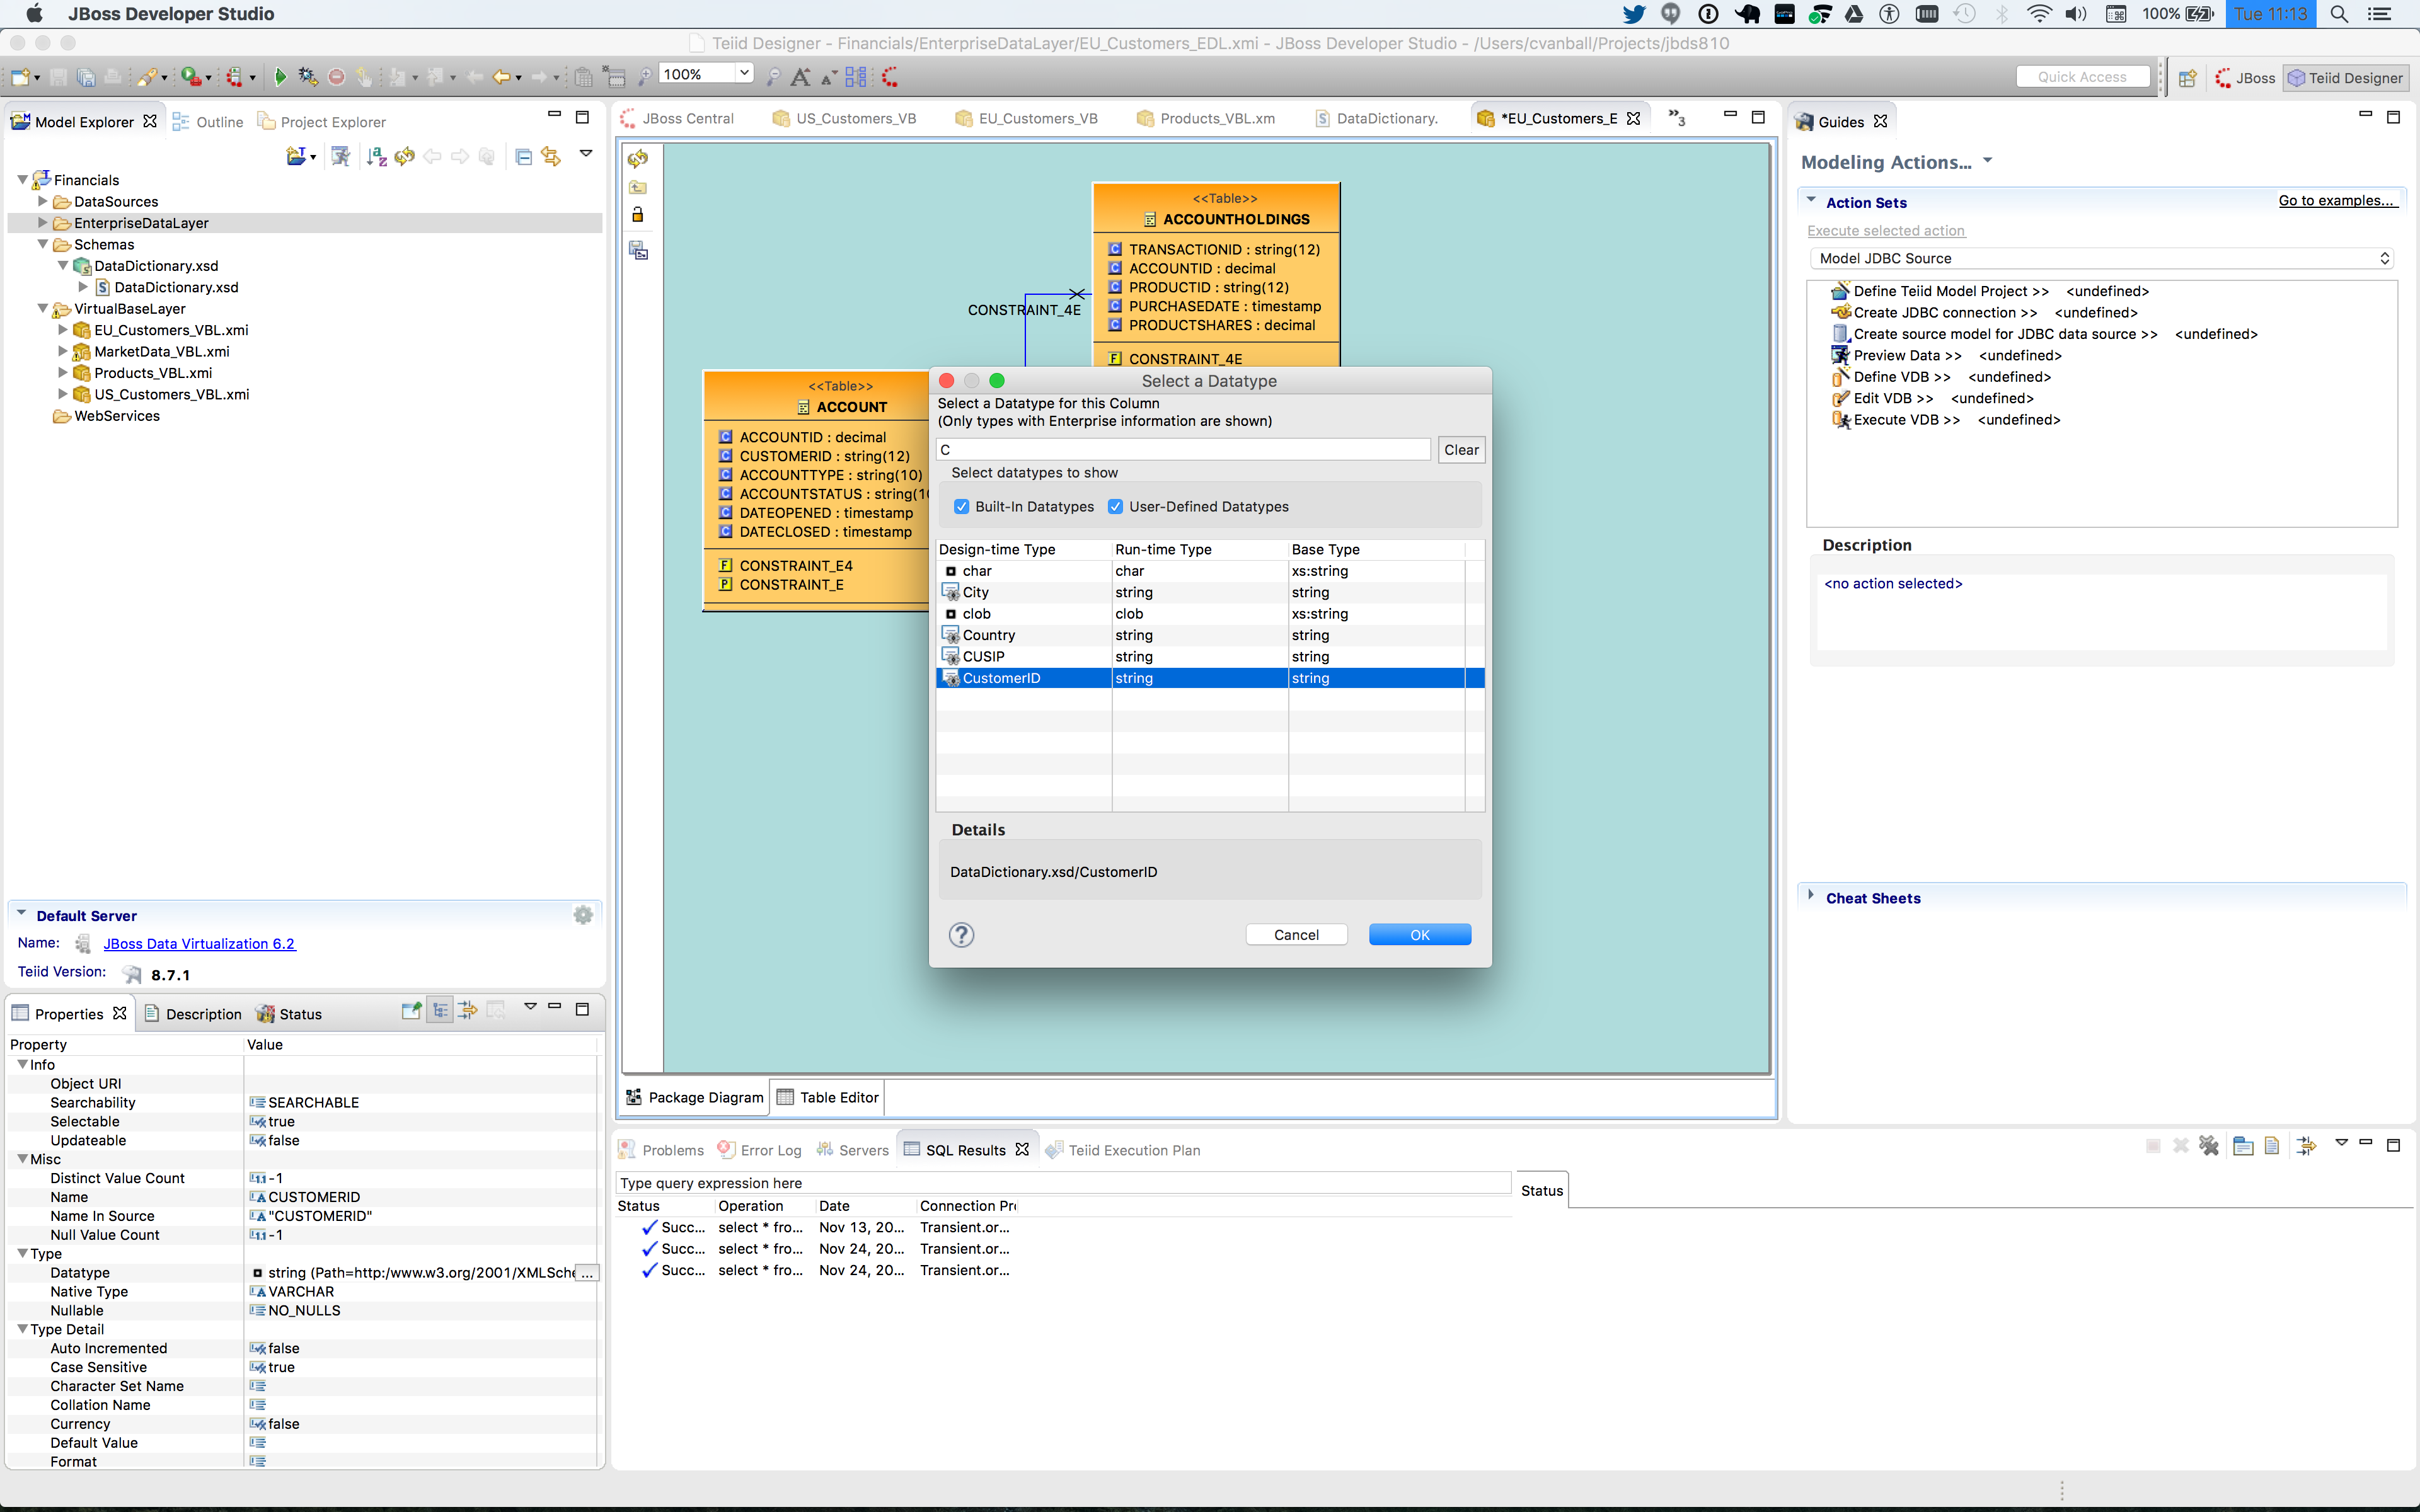 JBoss Developer Studio
100%
Tue 11:13
Teiid Designer - Financials/EnterpriseDataLayer/EU_Customers_EDL.xmi - JBoss Developer Studio - /Users/cvanball/Projects/jbds810
100%
Quick Access
JBoss
Teiid Designer
Model Explorer
Outline
Project Explorer
Financials
DataSources
EnterpriseDataLayer
Schemas
DataDictionary.xsd
DataDictionary.xsd
VirtualBaseLayer
EU_Customers_VBL.xmi
MarketData_VBL.xmi
Products_VBL.xmi
US_Customers_VBL.xmi
WebServices
Default Server
Name: JBoss Data Virtualization 6.2
Teiid Version: 8.7.1
Properties
Description
Status
Property Value
Info
Object URI
Searchability SEARCHABLE
Selectable true
Updateable false
Misc
Distinct Value Count -1
Name CUSTOMERID
Name In Source "CUSTOMERID"
Null Value Count -1
Type
Datatype string (Path=http:/www.w3.org/2001/XMLSche ...
Native Type VARCHAR
Nullable NO_NULLS
Type Detail
Auto Incremented false
Case Sensitive true
Character Set Name
Collation Name
Currency false
Default Value
Format
JBoss Central
US_Customers_VB
EU_Customers_VB
Products_VBL.xm
DataDictionary.
*EU_Customers_E
»3
<<Table>>
ACCOUNTHOLDINGS
TRANSACTIONID : string(12)
ACCOUNTID : decimal
PRODUCTID : string(12)
PURCHASEDATE : timestamp
PRODUCTSHARES : decimal
CONSTRAINT_4E
CONSTRAINT_4E
<<Table>>
ACCOUNT
ACCOUNTID : decimal
CUSTOMERID : string(12)
ACCOUNTTYPE : string(10)
ACCOUNTSTATUS : string(1
DATEOPENED : timestamp
DATECLOSED : timestamp
CONSTRAINT_E4
CONSTRAINT_E
Select a Datatype
Select a Datatype for this Column
(Only types with Enterprise information are shown)
C
Clear
Select datatypes to show
Built-In Datatypes
User-Defined Datatypes
Design-time Type Run-time Type Base Type
char char xs:string
City string string
clob clob xs:string
Country string string
CUSIP string string
CustomerID string string
Details
DataDictionary.xsd/CustomerID
?
Cancel
OK
Package Diagram
Table Editor
Problems
Error Log
Servers
SQL Results
Teiid Execution Plan
Type query expression here
Status Operation Date Connection Pr
Succ... select * fro... Nov 13, 20... Transient.or...
Succ... select * fro... Nov 24, 20... Transient.or...
Succ... select * fro... Nov 24, 20... Transient.or...
Status
Guides
Modeling Actions...
Action Sets
Go to examples...
Execute selected action
Model JDBC Source
Define Teiid Model Project >> <undefined>
Create JDBC connection >> <undefined>
Create source model for JDBC data source >> <undefined>
Preview Data >> <undefined>
Define VDB >> <undefined>
Edit VDB >> <undefined>
Execute VDB >> <undefined>
Description
<no action selected>
Cheat Sheets